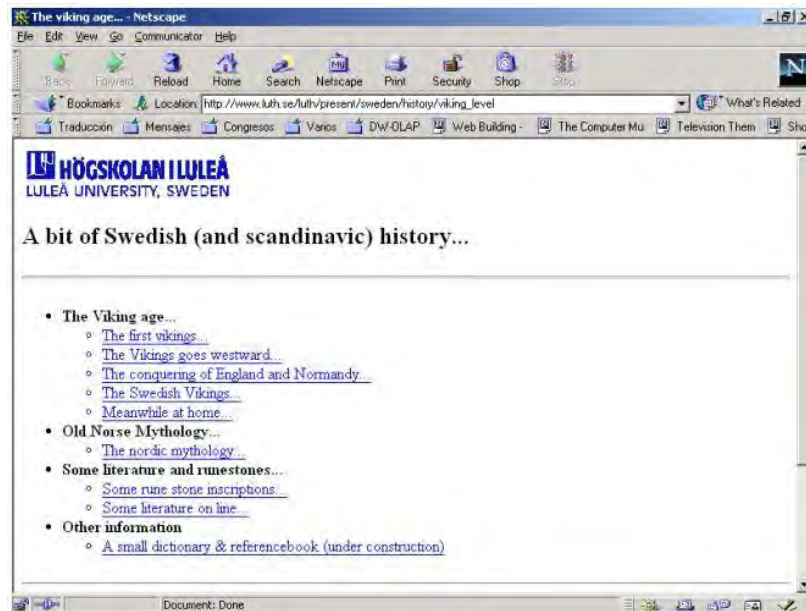 The viking age... - Netscape
File Edit View Go Communicator Help
Back Forward Reload Home Search Netscape Print Security Shop Stop
My
N
Bookmarks Location: http://www.luth.se/luth/present/sweden/history/viking_level What's Related
Traducción Mensajes Congresos Varios DW-OLAP Web Building - The Computer Mu Television Them Sho
HÖGSKOLAN I LULEÅ
LULEÅ UNIVERSITY, SWEDEN
A bit of Swedish (and scandinavic) history...
The Viking age...
The first vikings...
The Vikings goes westward...
The conquering of England and Normandy...
The Swedish Vikings...
Meanwhile at home...
Old Norse Mythology...
The nordic mythology...
Some literature and runestones...
Some rune stone inscriptions...
Some literature on line...
Other information
A small dictionary & referencebook (under construction)
Document: Done